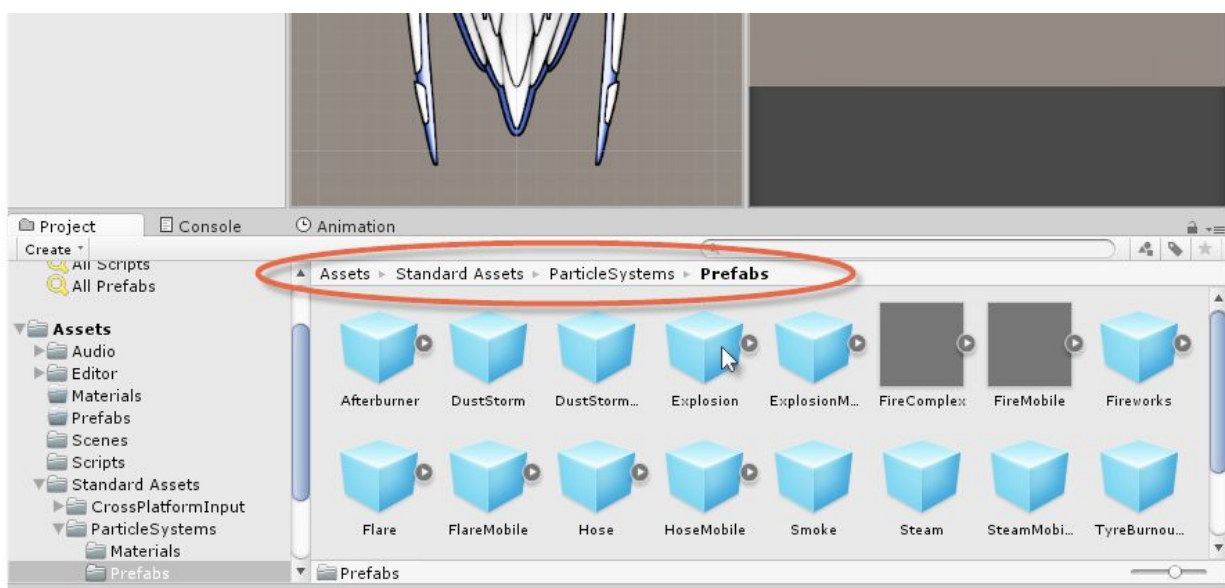 Project Console Animation
Create
All Scripts
All Prefabs
Assets
Audio
Editor
Materials
Prefabs
Scenes
Scripts
Standard Assets
CrossPlatformInput
ParticleSystems
Materials
Prefabs
Assets Standard Assets ParticleSystems Prefabs
Afterburner DustStorm DustStorm... Explosion ExplosionM... FireComplex FireMobile Fireworks
Flare FlareMobile Hose HoseMobile Smoke Steam SteamMobi... TyreBurnou...
Prefabs